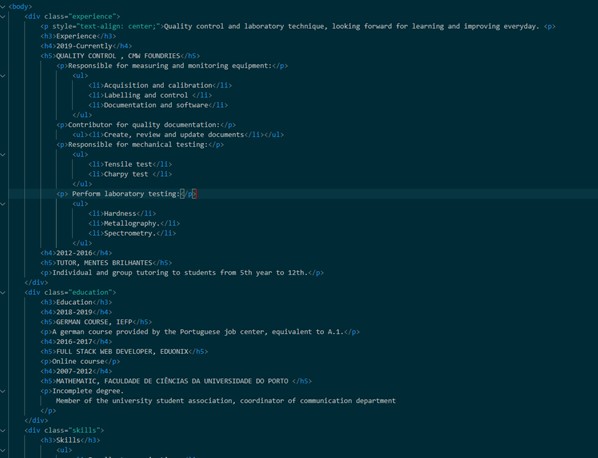 <body>
<div class="experience">
<p style="text-align: center;">Quality control and laboratory technique, looking forward for learning and improving everyday. <p>
<h3>Experience</h3>
<h4>2019-Currently</h4>
<h5>QUALITY CONTROL , CMW FOUNDRIES</h5>
<p>Responsible for measuring and monitoring equipment:</p>
<ul>
<li>Acquisition and calibration</li>
<li>Labelling and control </li>
<li>Documentation and software</li>
</ul>
<p>Contributor for quality documentation:</p>
<ul><li>Create, review and update documents</li></ul>
<p>Responsible for mechanical testing:</p>
<ul>
<li>Tensile test</li>
<li>Charpy test </li>
</ul>
<p> Perform laboratory testing:</p>
<ul>
<li>Hardness</li>
<li>Metallography.</li>
<li>Spectrometry.</li>
</ul>
<h4>2012-2016</h4>
<h5>TUTOR, MENTES BRILHANTES</h5>
<p>Individual and group tutoring to students from 5th year to 12th.</p>
</div>
<div class="education">
<h3>Education</h3>
<h4>2018-2019</h4>
<h5>GERMAN COURSE, IEFP</h5>
<p>A german course provided by the Portuguese job center, equivalent to A.1.</p>
<h4>2016-2017</h4>
<h5>FULL STACK WEB DEVELOPER, EDUONIX</h5>
<p>Online course</p>
<h4>2007-2012</h4>
<h5>MATHEMATIC, FACULDADE DE CIÊNCIAS DA UNIVERSIDADE DO PORTO </h5>
<p>Incomplete degree.
Member of the university student association, coordinator of communication department
</p>
</div>
<div class="skills">
<h3>Skills</h3>
<ul>